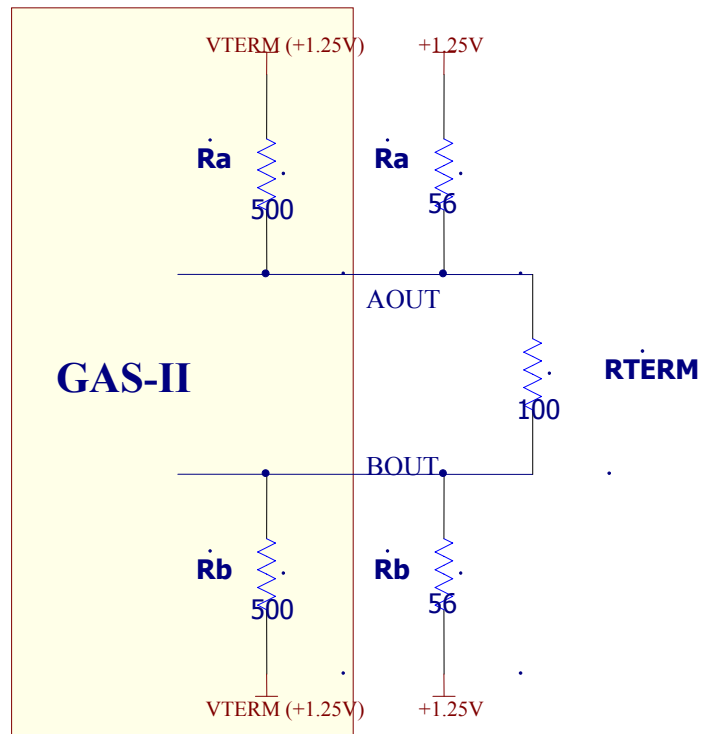 VTERM (+1.25V) +1.25V
Ra Ra
500 56
AOUT
GAS-II
RTERM
100
BOUT
Rb Rb
500 56
VTERM (+1.25V) +1.25V